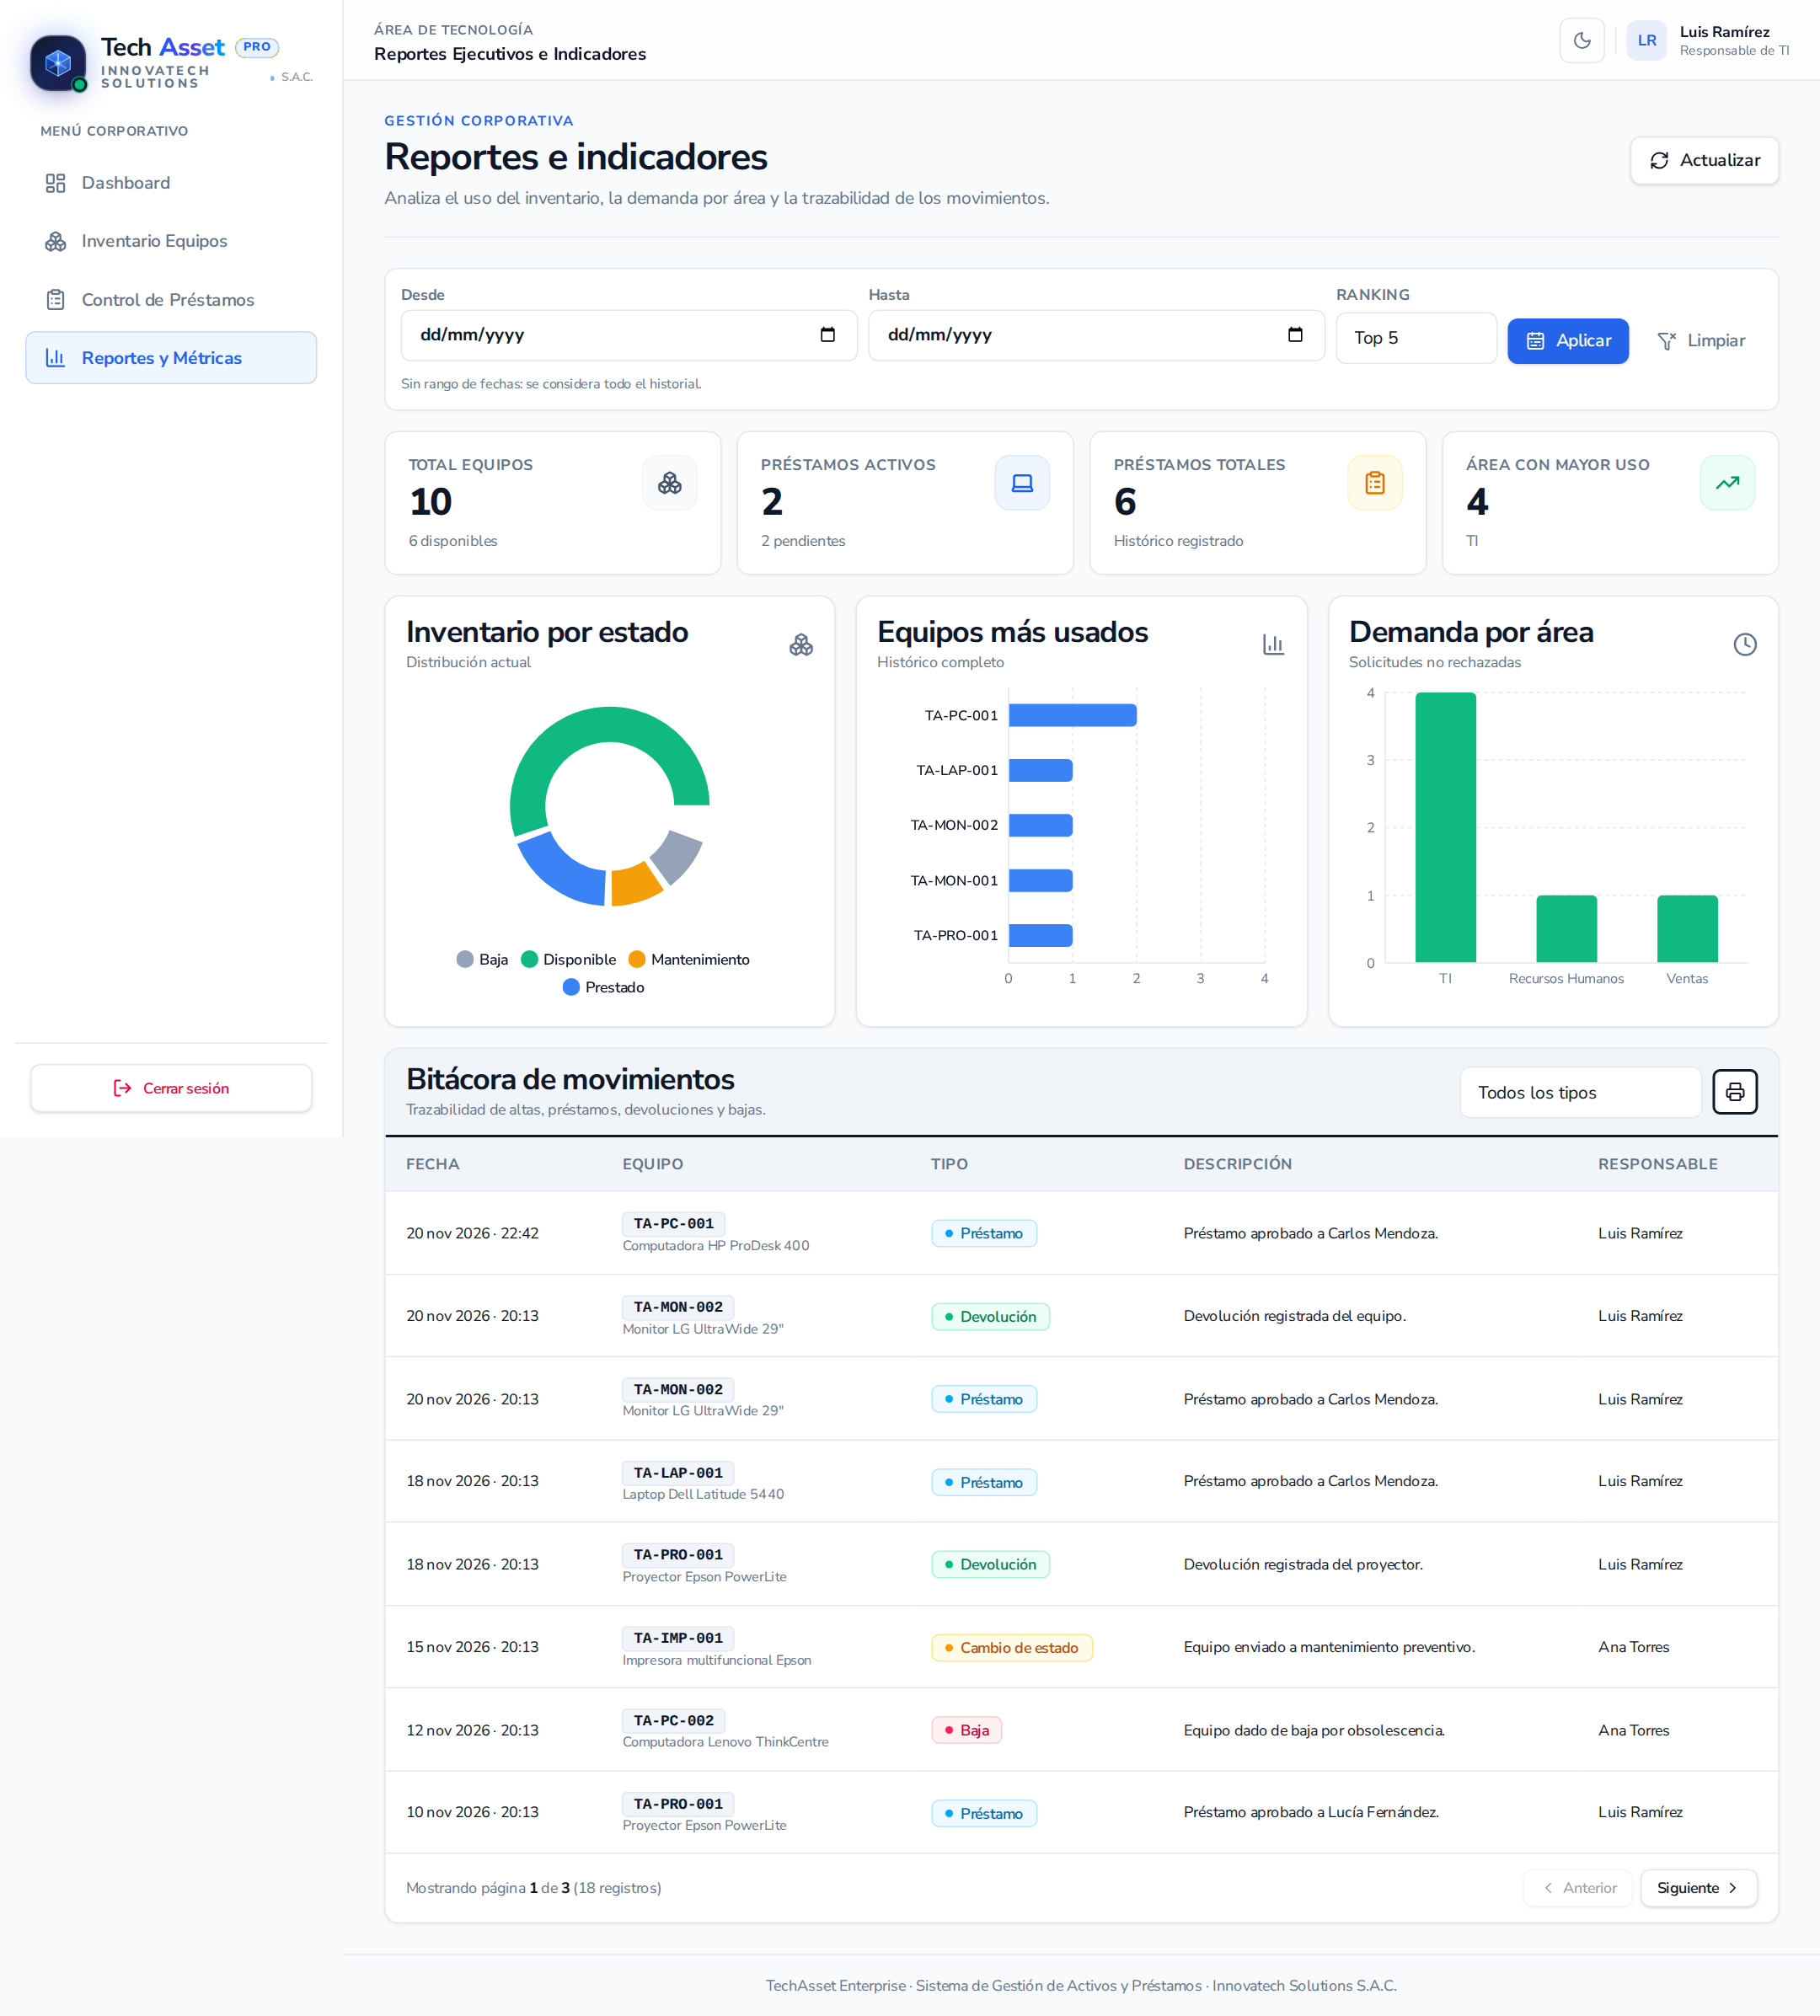 Tech Asset PRO
INNOVATECH SOLUTIONS
S.A.C.
MENÚ CORPORATIVO
Dashboard
Inventario Equipos
Control de Préstamos
Reportes y Métricas
Cerrar sesión
ÁREA DE TECNOLOGÍA
Reportes Ejecutivos e Indicadores
LR
Luis Ramírez
Responsable de TI
GESTIÓN CORPORATIVA
Reportes e indicadores
Analiza el uso del inventario, la demanda por área y la trazabilidad de los movimientos.
Actualizar
Desde
Hasta
RANKING
dd/mm/yyyy
dd/mm/yyyy
Top 5
Aplicar
Limpiar
Sin rango de fechas: se considera todo el historial.
TOTAL EQUIPOS
10
6 disponibles
PRÉSTAMOS ACTIVOS
2
2 pendientes
PRÉSTAMOS TOTALES
6
Histórico registrado
ÁREA CON MAYOR USO
4
TI
Inventario por estado
Distribución actual
Baja Disponible Mantenimiento
Prestado
Equipos más usados
Histórico completo
TA-PC-001
TA-LAP-001
TA-MON-002
TA-MON-001
TA-PRO-001
0 1 2 3 4
Demanda por área
Solicitudes no rechazadas
4
3
2
1
0
TI Recursos Humanos Ventas
Bitácora de movimientos
Trazabilidad de altas, préstamos, devoluciones y bajas.
Todos los tipos
FECHA EQUIPO TIPO DESCRIPCIÓN RESPONSABLE
20 nov 2026 · 22:42 TA-PC-001 Préstamo Préstamo aprobado a Carlos Mendoza. Luis Ramírez
Computadora HP ProDesk 400
20 nov 2026 · 20:13 TA-MON-002 Devolución Devolución registrada del equipo. Luis Ramírez
Monitor LG UltraWide 29"
20 nov 2026 · 20:13 TA-MON-002 Préstamo Préstamo aprobado a Carlos Mendoza. Luis Ramírez
Monitor LG UltraWide 29"
18 nov 2026 · 20:13 TA-LAP-001 Préstamo Préstamo aprobado a Carlos Mendoza. Luis Ramírez
Laptop Dell Latitude 5440
18 nov 2026 · 20:13 TA-PRO-001 Devolución Devolución registrada del proyector. Luis Ramírez
Proyector Epson PowerLite
15 nov 2026 · 20:13 TA-IMP-001 Cambio de estado Equipo enviado a mantenimiento preventivo. Ana Torres
Impresora multifuncional Epson
12 nov 2026 · 20:13 TA-PC-002 Baja Equipo dado de baja por obsolescencia. Ana Torres
Computadora Lenovo ThinkCentre
10 nov 2026 · 20:13 TA-PRO-001 Préstamo Préstamo aprobado a Lucía Fernández. Luis Ramírez
Proyector Epson PowerLite
Mostrando página 1 de 3 (18 registros)
Anterior
Siguiente
TechAsset Enterprise · Sistema de Gestión de Activos y Préstamos · Innovatech Solutions S.A.C.